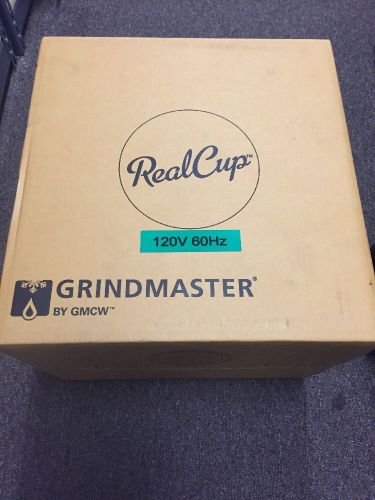 RealCup™
120V 60Hz
GRINDMASTER®
BY GMCW™